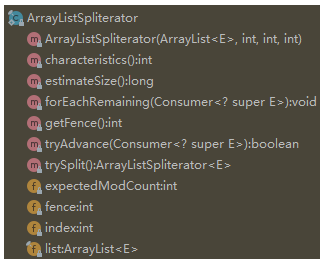 ArrayListSpliterator
ArrayListSpliterator(ArrayList<E>, int, int, int)
characteristics():int
estimateSize():long
forEachRemaining(Consumer<? super E>):void
getFence():int
tryAdvance(Consumer<? super E>):boolean
trySplit():ArrayListSpliterator<E>
expectedModCount:int
fence:int
index:int
list:ArrayList<E>